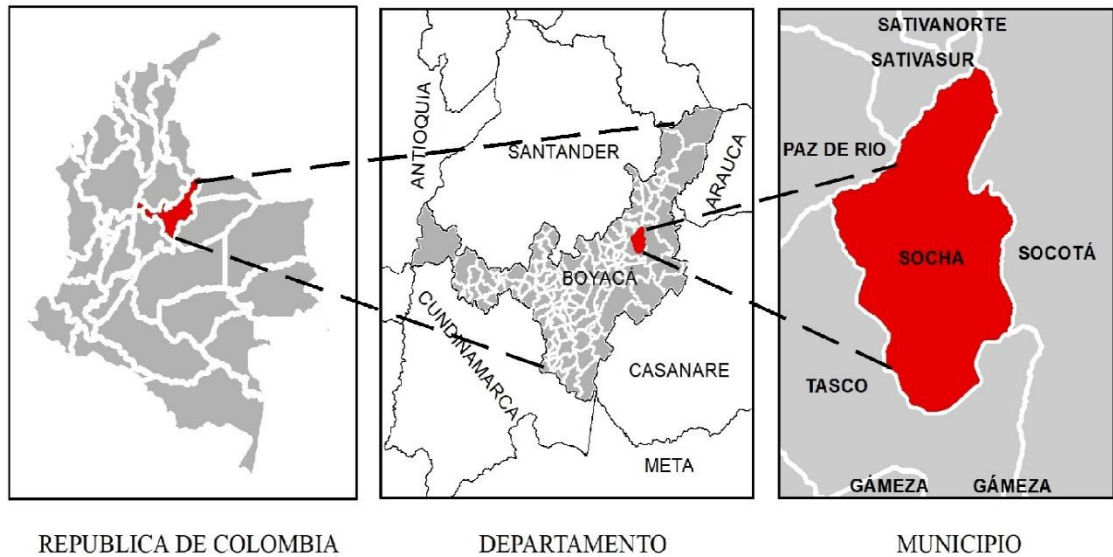 ANTIOQUIA
SANTANDER
ARAUCA
BOYACÁ
CUNDINAMARCA
CASANARE
META
SATIVANORTE
SATIVASUR
PAZ DE RIO
SOCHA
SOCOTÁ
TASCO
GÁMEZA GÁMEZA
REPUBLICA DE COLOMBIA
DEPARTAMENTO
MUNICIPIO